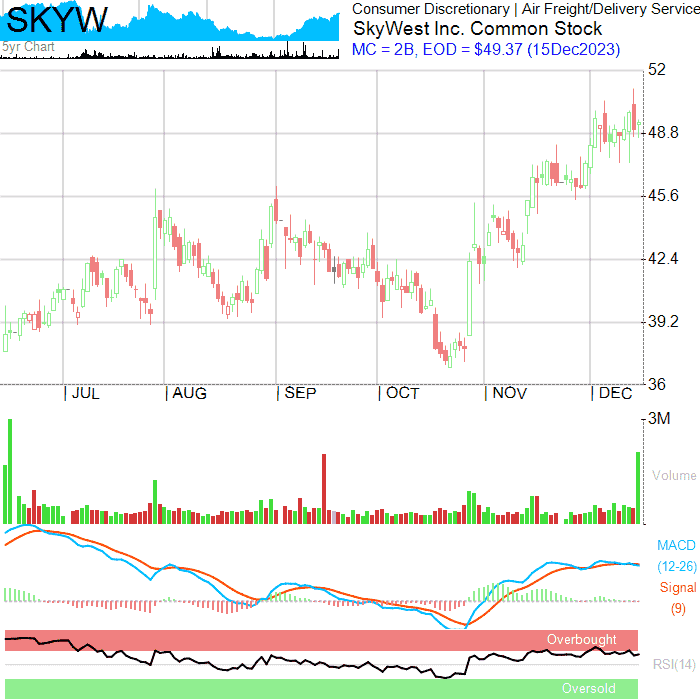 SKYW
5yr Chart
Consumer Discretionary | Air Freight/Delivery Service
SkyWest Inc. Common Stock
MC = 2B, EOD = $49.37 (15Dec2023)
52
48.8
45.6
42.4
39.2
36
| JUL | AUG | SEP | OCT | NOV | DEC
3M
Volume
MACD
(12-26)
Signal
(9)
Overbought
RSI(14)
Oversold